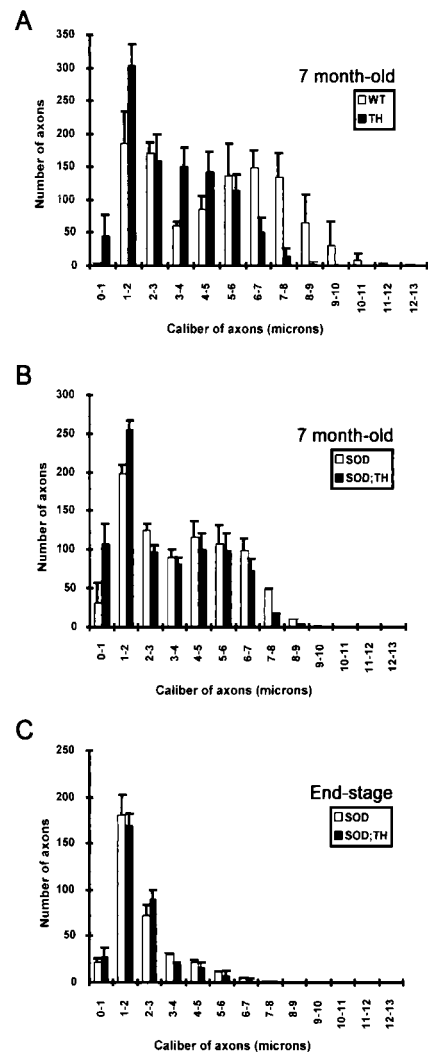 A
7 month-old
WT
TH
Number of axons
350
300
250
200
150
100
50
0
0-1 1-2 2-3 3-4 4-5 5-6 6-7 7-8 8-9 9-10 10-11 11-12 12-13
Caliber of axons (microns)
B
7 month-old
SOD
SOD;TH
Number of axons
300
250
200
150
100
50
0
0-1 1-2 2-3 3-4 4-5 5-6 6-7 7-8 8-9 9-10 10-11 11-12 12-13
Caliber of axons (microns)
C
End-stage
SOD
SOD;TH
Number of axons
250
200
150
100
50
0
0-1 1-2 2-3 3-4 4-5 5-6 6-7 7-8 8-9 9-10 10-11 11-12 12-13
Caliber of axons (microns)